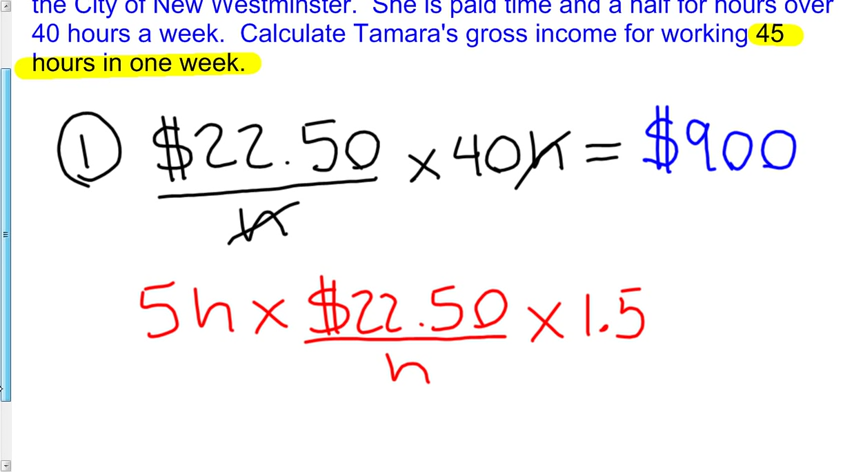 the City of New Westminster. She is paid time and a half for hours over
40 hours a week. Calculate Tamara's gross income for working 45
hours in one week.
① $22.50/h × 40h = $900
5h × $22.50/h × 1.5